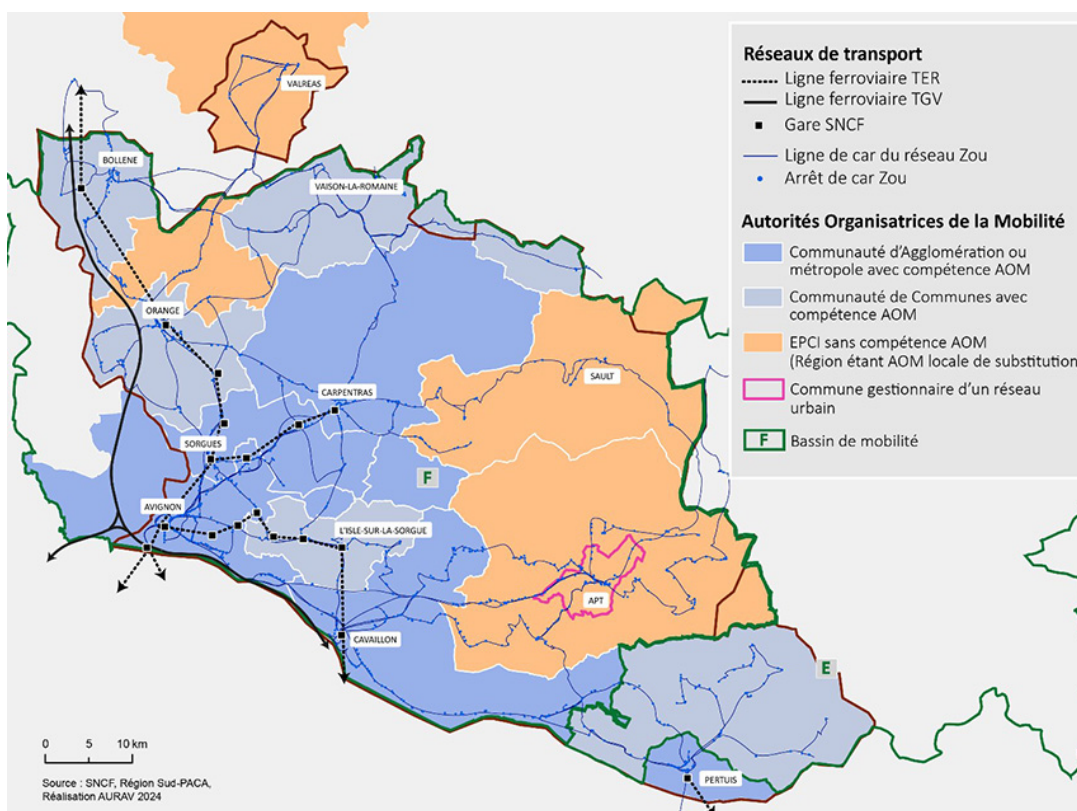 VALREAS
BOLLENE
VAISON-LA-ROMAINE
ORANGE
SAULT
CARPENTRAS
SORGUES
F
AVIGNON
L'ISLE-SUR-LA-SORGUE
APT
CAVAILLON
E
PERTUIS
0 5 10 km
Source : SNCF, Région Sud-PACA,
Réalisation AURAV 2024
Réseaux de transport
Ligne ferroviaire TER
Ligne ferroviaire TGV
Gare SNCF
Ligne de car du réseau Zou
Arrêt de car Zou
Autorités Organisatrices de la Mobilité
Communauté d'Agglomération ou
métropole avec compétence AOM
Communauté de Communes avec
compétence AOM
EPCI sans compétence AOM
(Région étant AOM locale de substitution
Commune gestionnaire d'un réseau
urbain
F Bassin de mobilité